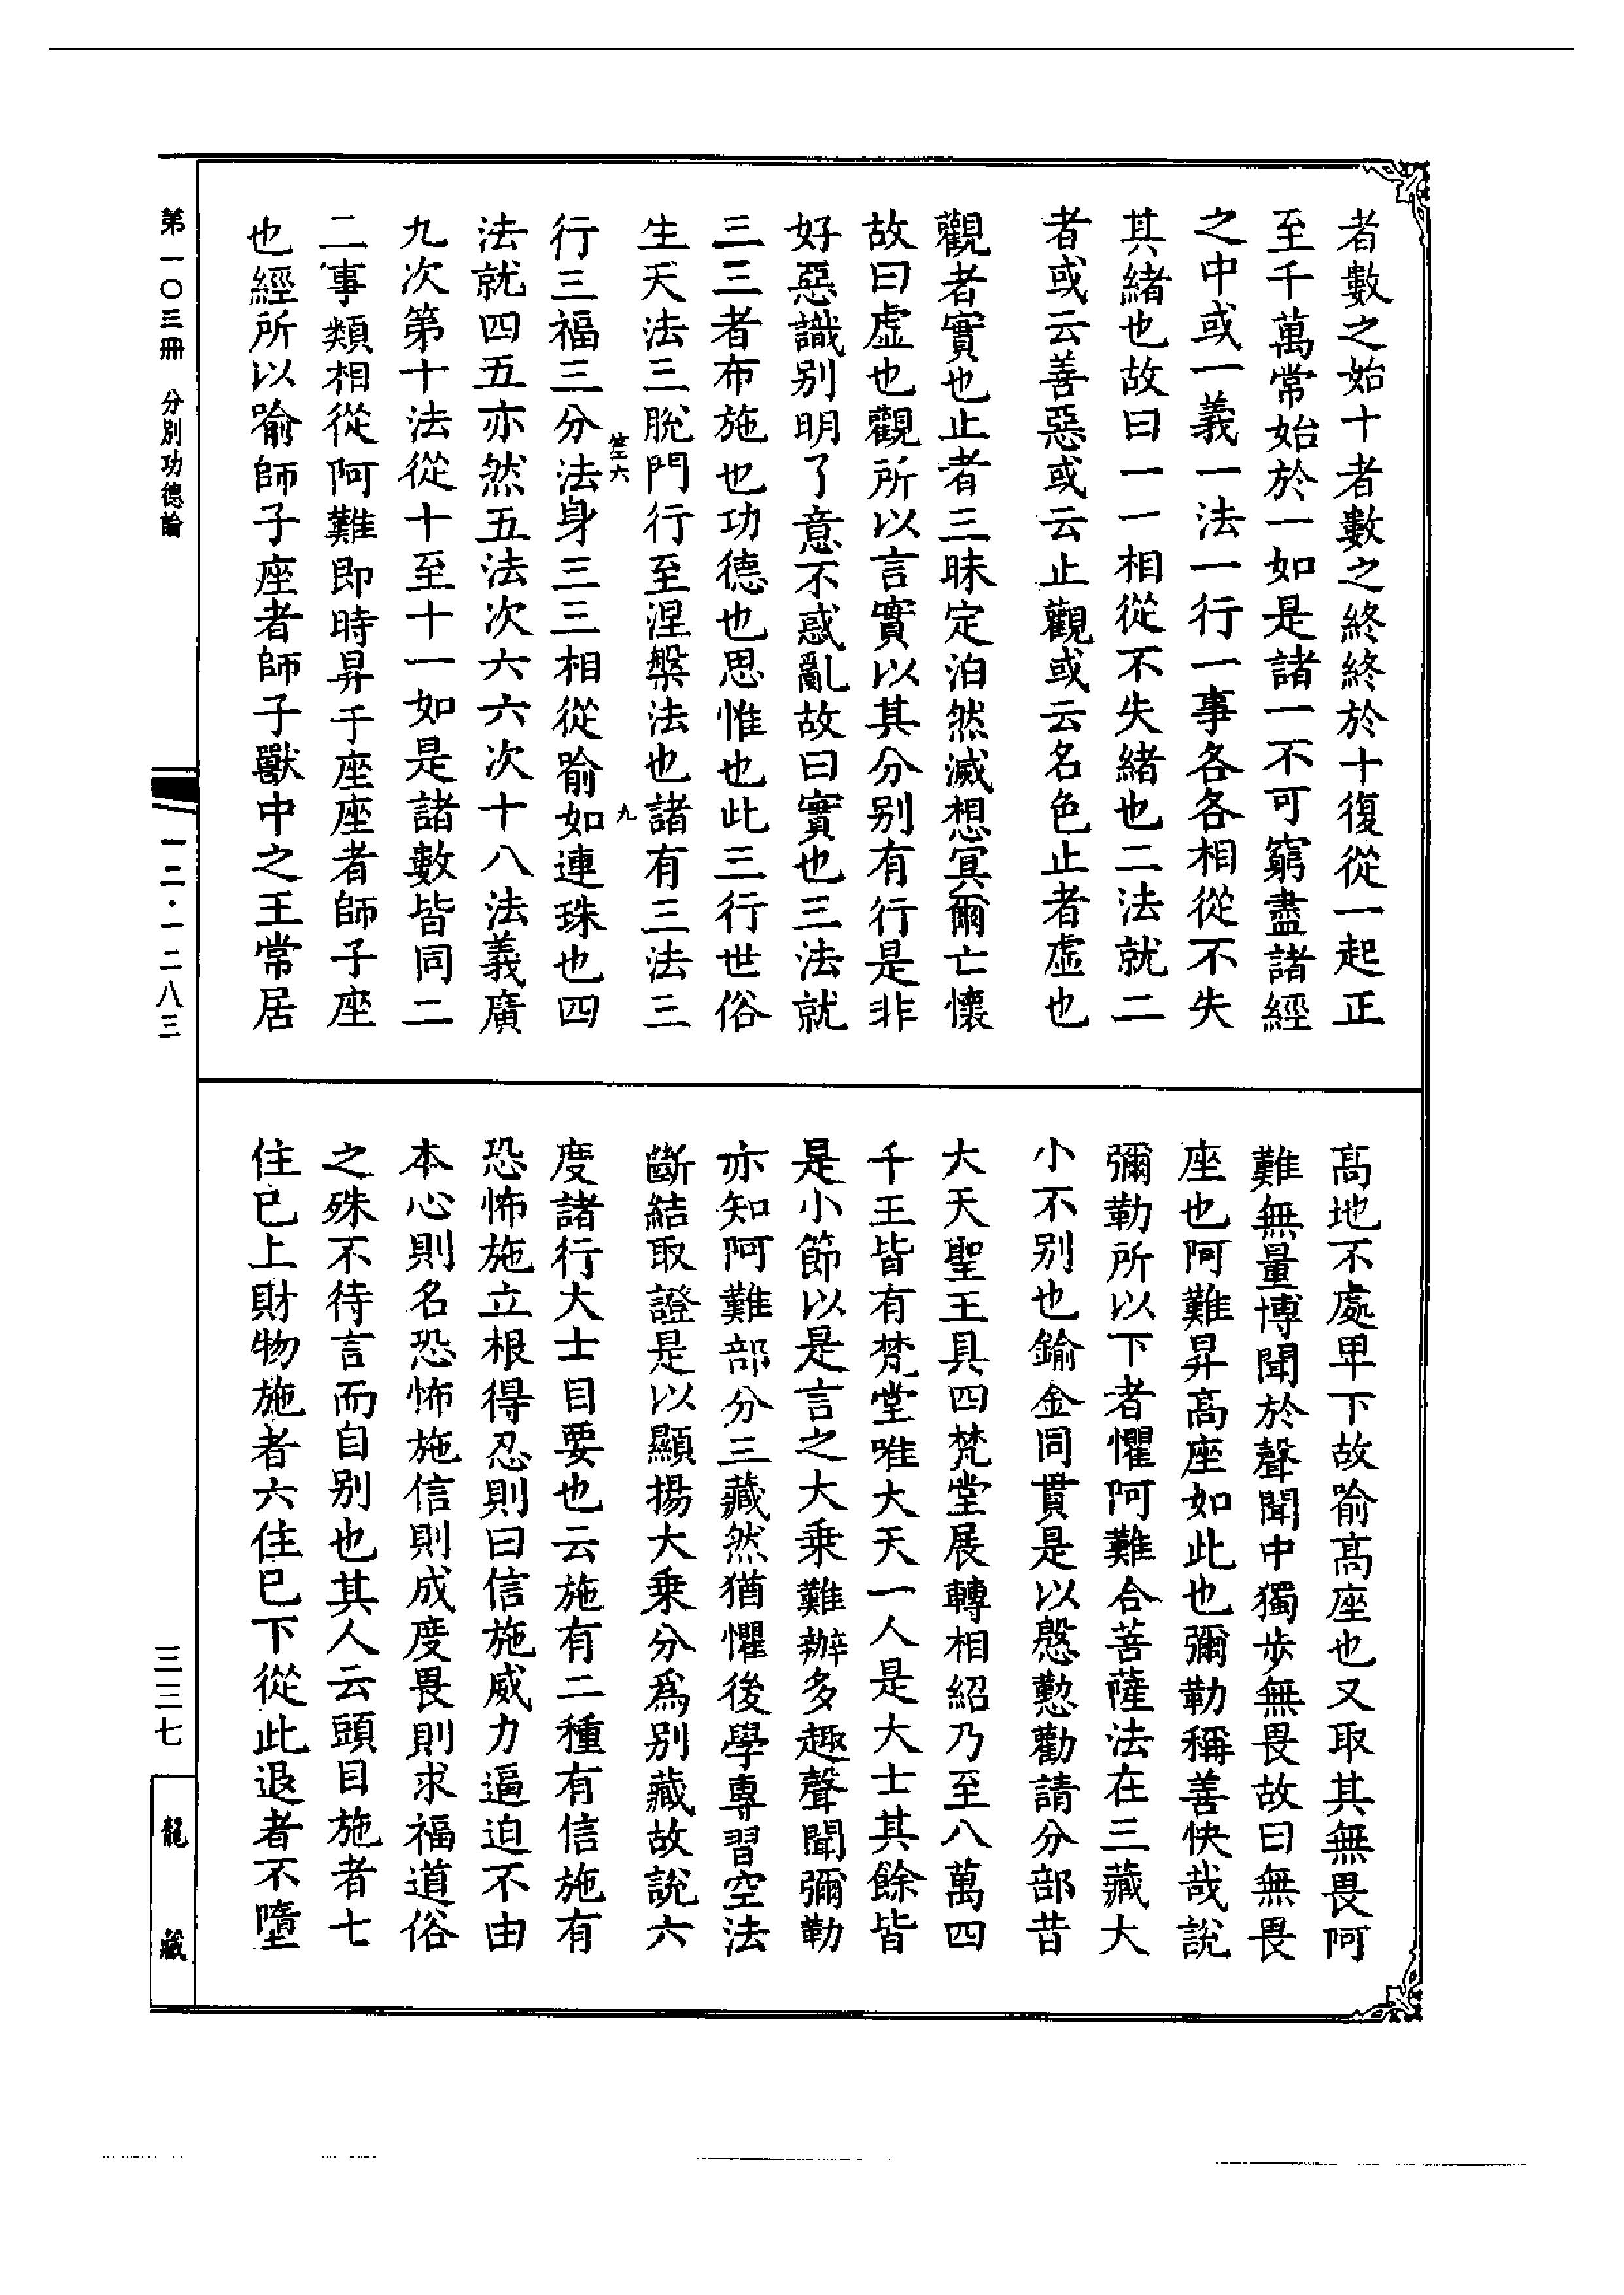 者數之始十者數之終終於十復從一起正
至千萬常始於一如是諸一不可窮盡諸經
之中或一義一法一行一事各各相從不失
其緒也故曰一一相從不失緒也二法就二
者或云善惡或云止觀或云名色止者虛也
觀者實也止者三昧定泊然滅想冥爾亡懷
故曰虛也觀所以言實以其分別有行是非
好惡識別明了意不惑亂故曰實也三法就
三三者布施也功德也思惟也此三行世俗
生天法三脫門行至涅槃法也諸有三法三
九
行三福三分法身三三相從喻如連珠也四
法就四五亦然五法次六六次十八法義廣
九次第十法從十至十一如是諸數皆同二
二事類相從阿難即時昇于座座者師子座
也經所以喻師子座者師子獸中之王常居
高地不處卑下故喻高座也又取其無畏阿
難無量博聞於聲聞中獨步無畏故曰無畏
座也阿難昇高座如此也彌勒稱善快哉說
彌勒所以下者懼阿難合菩薩法在三藏大
小不別也鍮金同貫是以慇懃勸請分部昔
大天聖王具四梵堂展轉相紹乃至八萬四
千王皆有梵堂唯大天一人是大士其餘皆
是小節以是言之大乘難辦多趣聲聞彌勒
亦知阿難部分三藏然猶懼後學專習空法
斷結取證是以顯揚大乘分為別藏故說六
度諸行大士目要也云施有二種有信施有
恐怖施立根得忍則曰信施威力逼迫不由
本心則名恐怖施信則成度畏則求福道俗
之殊不待言而自別也其人云頭目施者七
住已上財物施者六住已下從此退者不墮
第一〇三冊 分別功德論
一二·一二八三
三三七
龍藏